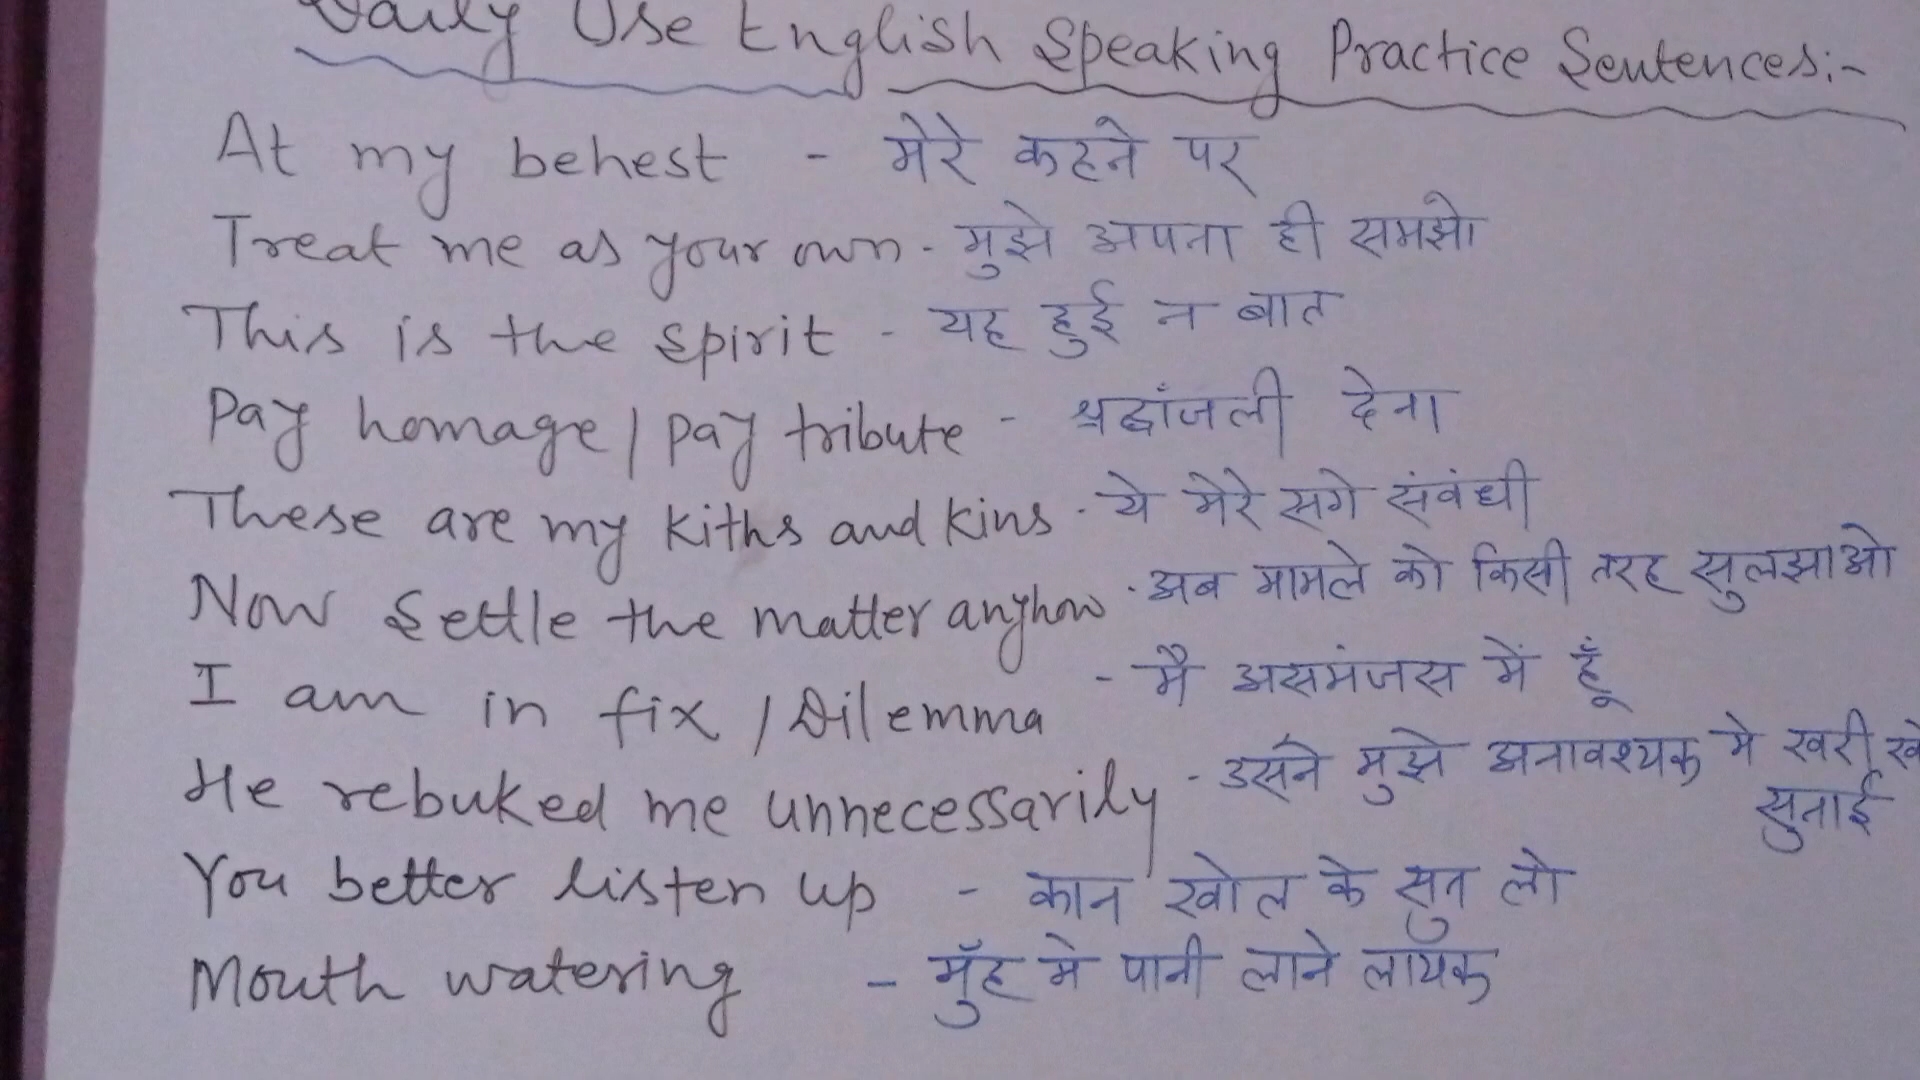 Daily Use English Speaking Practice Sentences:-
At my behest - मेरे कहने पर
Treat me as your own - मुझे अपना ही समझो
This is the spirit - यह हुई न बात
Pay homage / pay tribute - श्रद्धाँजली देना
These are my kiths and kins - ये मेरे सगे संबंधी
Now settle the matter anyhow - अब मामले को किसी तरह सुलझाओ
I am in fix / Dilemma - मै असमंजस में हूँ
He rebuked me unnecessarily - उसने मुझे अनावश्यक मे खरी
सुनाई
You better listen up - कान खोल के सुन लो
Mouth watering - मुँह मे पानी लाने लायक